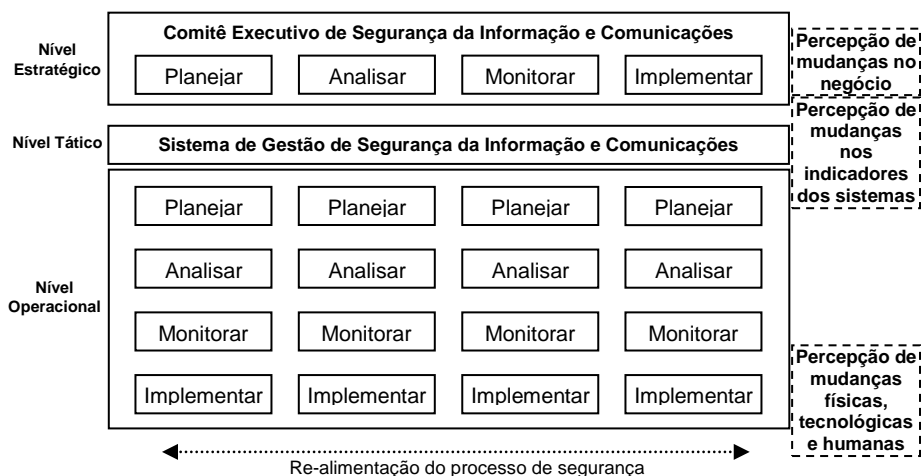 Nível
Estratégico
Comitê Executivo de Segurança da Informação e Comunicações
Planejar
Analisar
Monitorar
Implementar
Percepção de
mudanças no
negócio
Nível Tático
Sistema de Gestão de Segurança da Informação e Comunicações
Percepção de
mudanças
nos
indicadores
dos sistemas
Nível
Operacional
Planejar Planejar Planejar Planejar
Analisar Analisar Analisar Analisar
Monitorar Monitorar Monitorar Monitorar
Implementar Implementar Implementar Implementar
Percepção de
mudanças
físicas,
tecnológicas
e humanas
Re-alimentação do processo de segurança